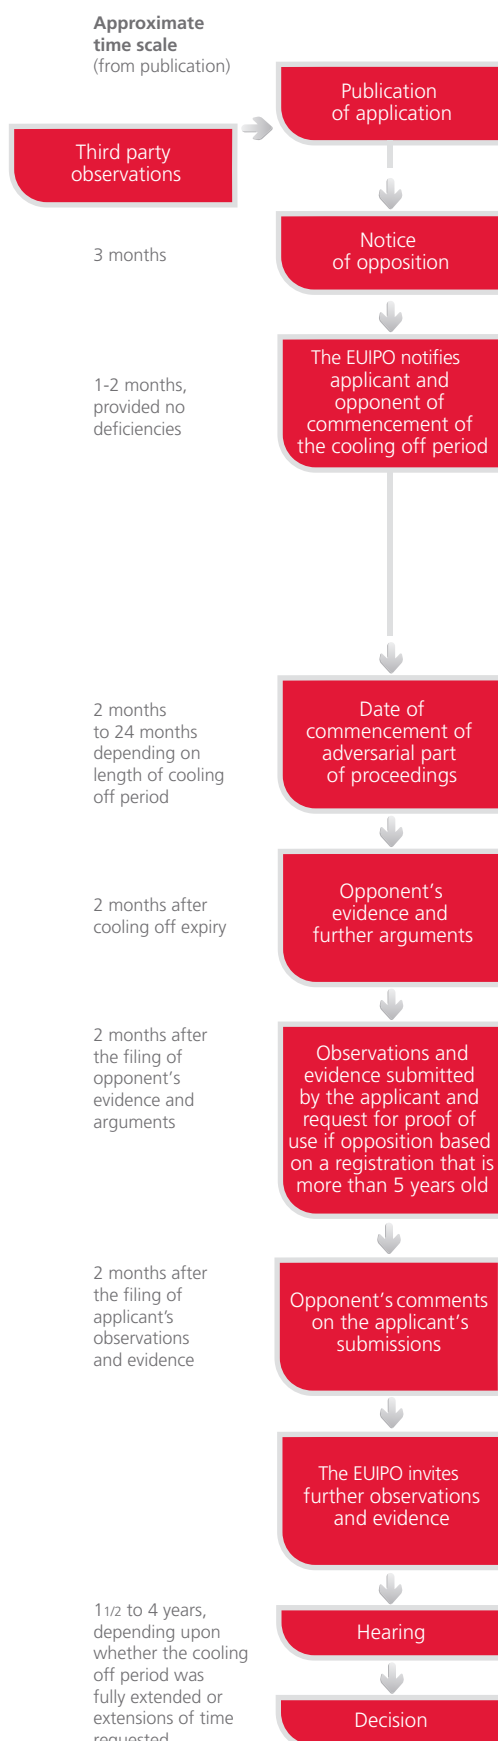 Approximate
time scale
(from publication)
Publication
of application
Third party
observations
3 months
Notice
of opposition
1-2 months,
provided no
deficiencies
The EUIPO notifies
applicant and
opponent of
commencement of
the cooling off period
2 months
to 24 months
depending on
length of cooling
off period
Date of
commencement of
adversarial part
of proceedings
2 months after
cooling off expiry
Opponent's
evidence and
further arguments
2 months after
the filing of
opponent's
evidence and
arguments
Observations and
evidence submitted
by the applicant and
request for proof of
use if opposition based
on a registration that is
more than 5 years old
2 months after
the filing of
applicant's
observations
and evidence
Opponent's comments
on the applicant's
submissions
The EUIPO invites
further observations
and evidence
1 1/2 to 4 years,
depending upon
whether the cooling
off period was
fully extended or
extensions of time
requested
Hearing
Decision